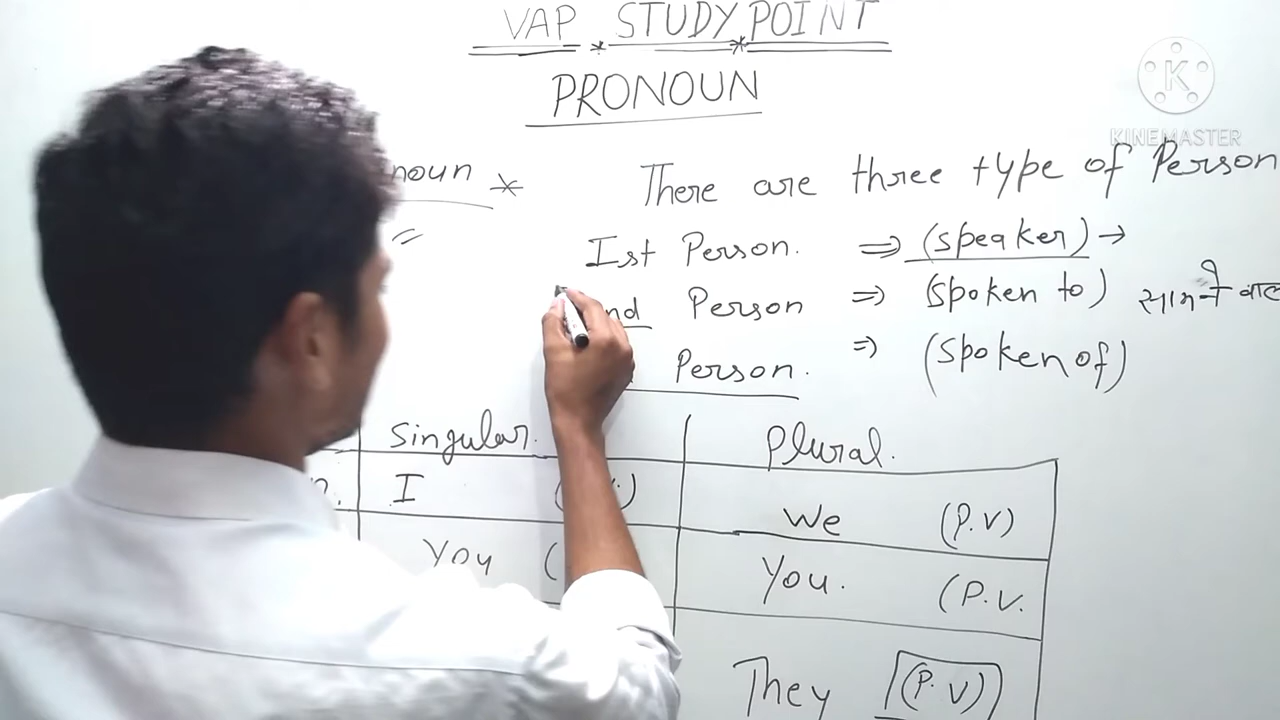 VAP STUDY POINT
PRONOUN
noun * There are three type of Person
Ist Person. ⇒ (speaker) →
nd Person ⇒ (spoken to) सामने वाल
Person. ⇒ (Spoken of)
Singular. Plural.
n. I We (P.V)
You ( You. (P.V.
They (P.V)
K
KINEMASTER